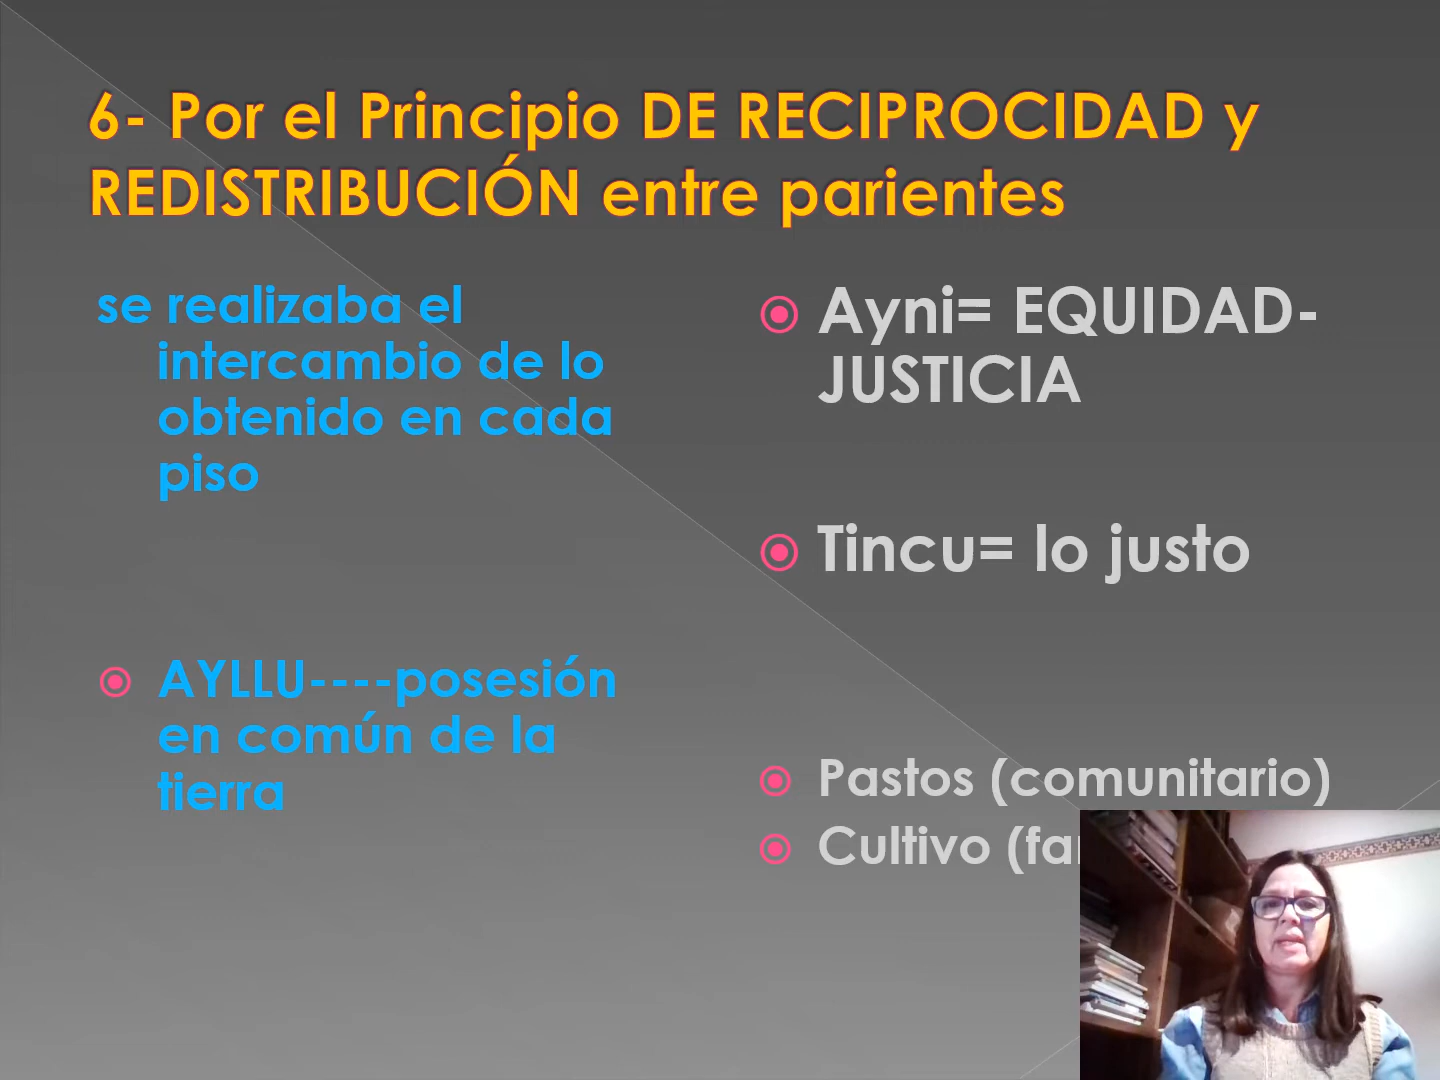 6- Por el Principio DE RECIPROCIDAD y
REDISTRIBUCIÓN entre parientes
se realizaba el
intercambio de lo
obtenido en cada
piso
AYLLU----posesión
en común de la
tierra
Ayni= EQUIDAD-
JUSTICIA
Tincu= lo justo
Pastos (comunitario)
Cultivo